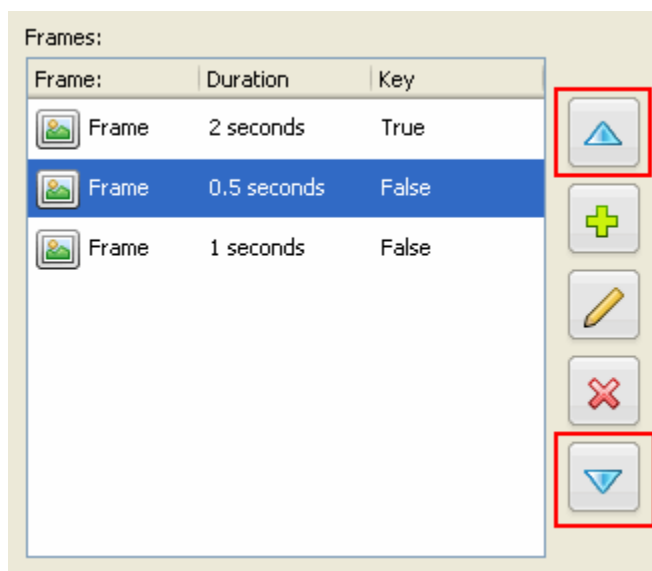 Frames:
Frame: Duration Key
Frame 2 seconds True
Frame 0.5 seconds False
Frame 1 seconds False